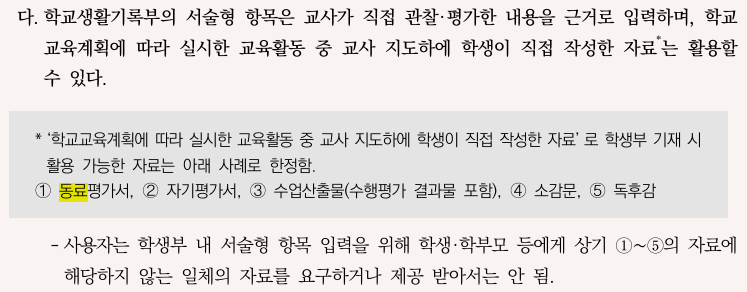 다. 학교생활기록부의 서술형 항목은 교사가 직접 관찰·평가한 내용을 근거로 입력하며, 학교
교육계획에 따라 실시한 교육활동 중 교사 지도하에 학생이 직접 작성한 자료*는 활용할
수 있다.
* ‘학교교육계획에 따라 실시한 교육활동 중 교사 지도하에 학생이 직접 작성한 자료’ 로 학생부 기재 시
활용 가능한 자료는 아래 사례로 한정함.
① 동료평가서, ② 자기평가서, ③ 수업산출물(수행평가 결과물 포함), ④ 소감문, ⑤ 독후감
- 사용자는 학생부 내 서술형 항목 입력을 위해 학생·학부모 등에게 상기 ①~⑤의 자료에
해당하지 않는 일체의 자료를 요구하거나 제공 받아서는 안 됨.